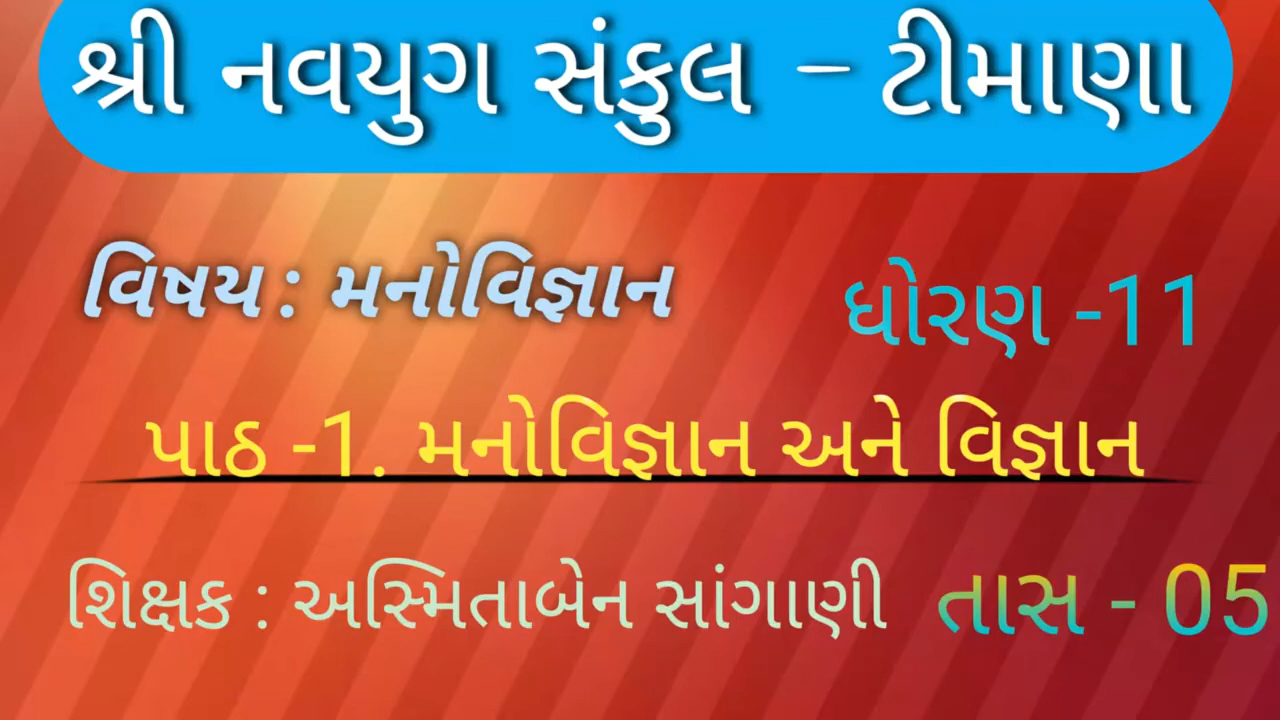 શ્રી નવયુગ સંકુલ - ટીમાણા
વિષય : મનોવિજ્ઞાન ધોરણ -11
પાઠ -1. મનોવિજ્ઞાન અને વિજ્ઞાન
શિક્ષક : અસ્મિતાબેન સાંગાણી તાસ - 05